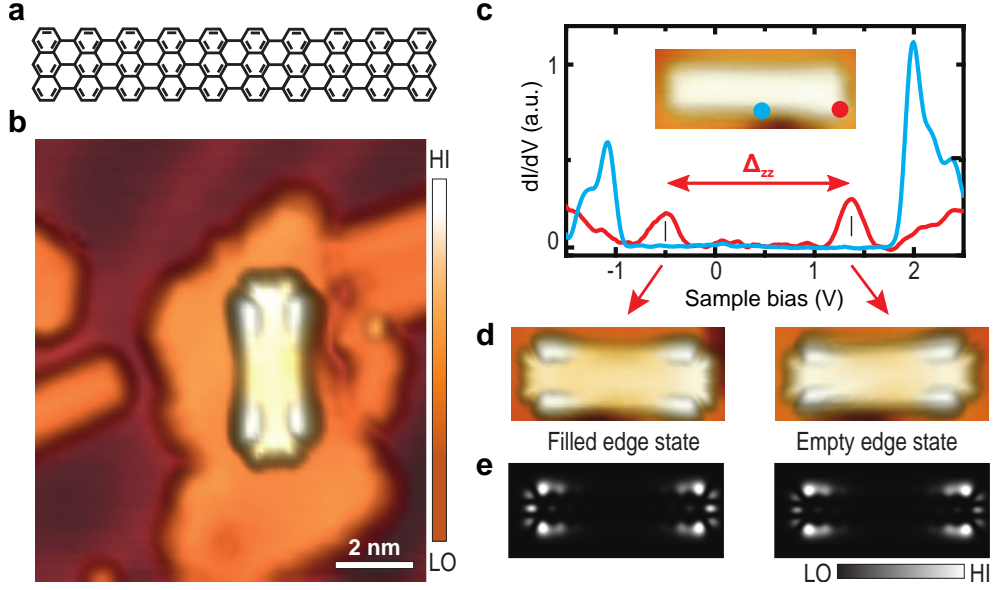 a
b
HI
LO
2 nm
c
dI/dV (a.u.)
1
0
Δzz
-1 0 1 2
Sample bias (V)
d
Filled edge state Empty edge state
e
LO HI